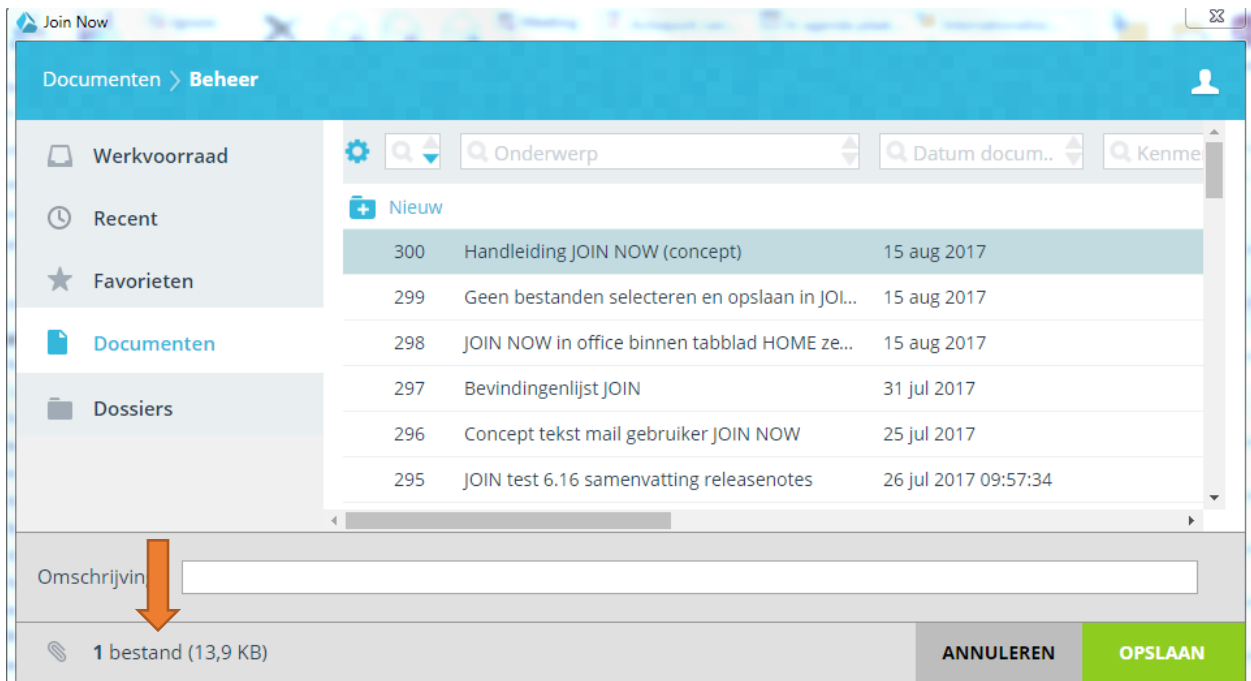 Join Now
Documenten > Beheer
Werkvoorraad
Recent
Favorieten
Documenten
Dossiers
Onderwerp
Datum docum..
Kenme
Nieuw
300 Handleiding JOIN NOW (concept) 15 aug 2017
299 Geen bestanden selecteren en opslaan in JOI... 15 aug 2017
298 JOIN NOW in office binnen tabblad HOME ze... 15 aug 2017
297 Bevindingenlijst JOIN 31 jul 2017
296 Concept tekst mail gebruiker JOIN NOW 25 jul 2017
295 JOIN test 6.16 samenvatting releasenotes 26 jul 2017 09:57:34
Omschrijvin
1 bestand (13,9 KB)
ANNULEREN
OPSLAAN